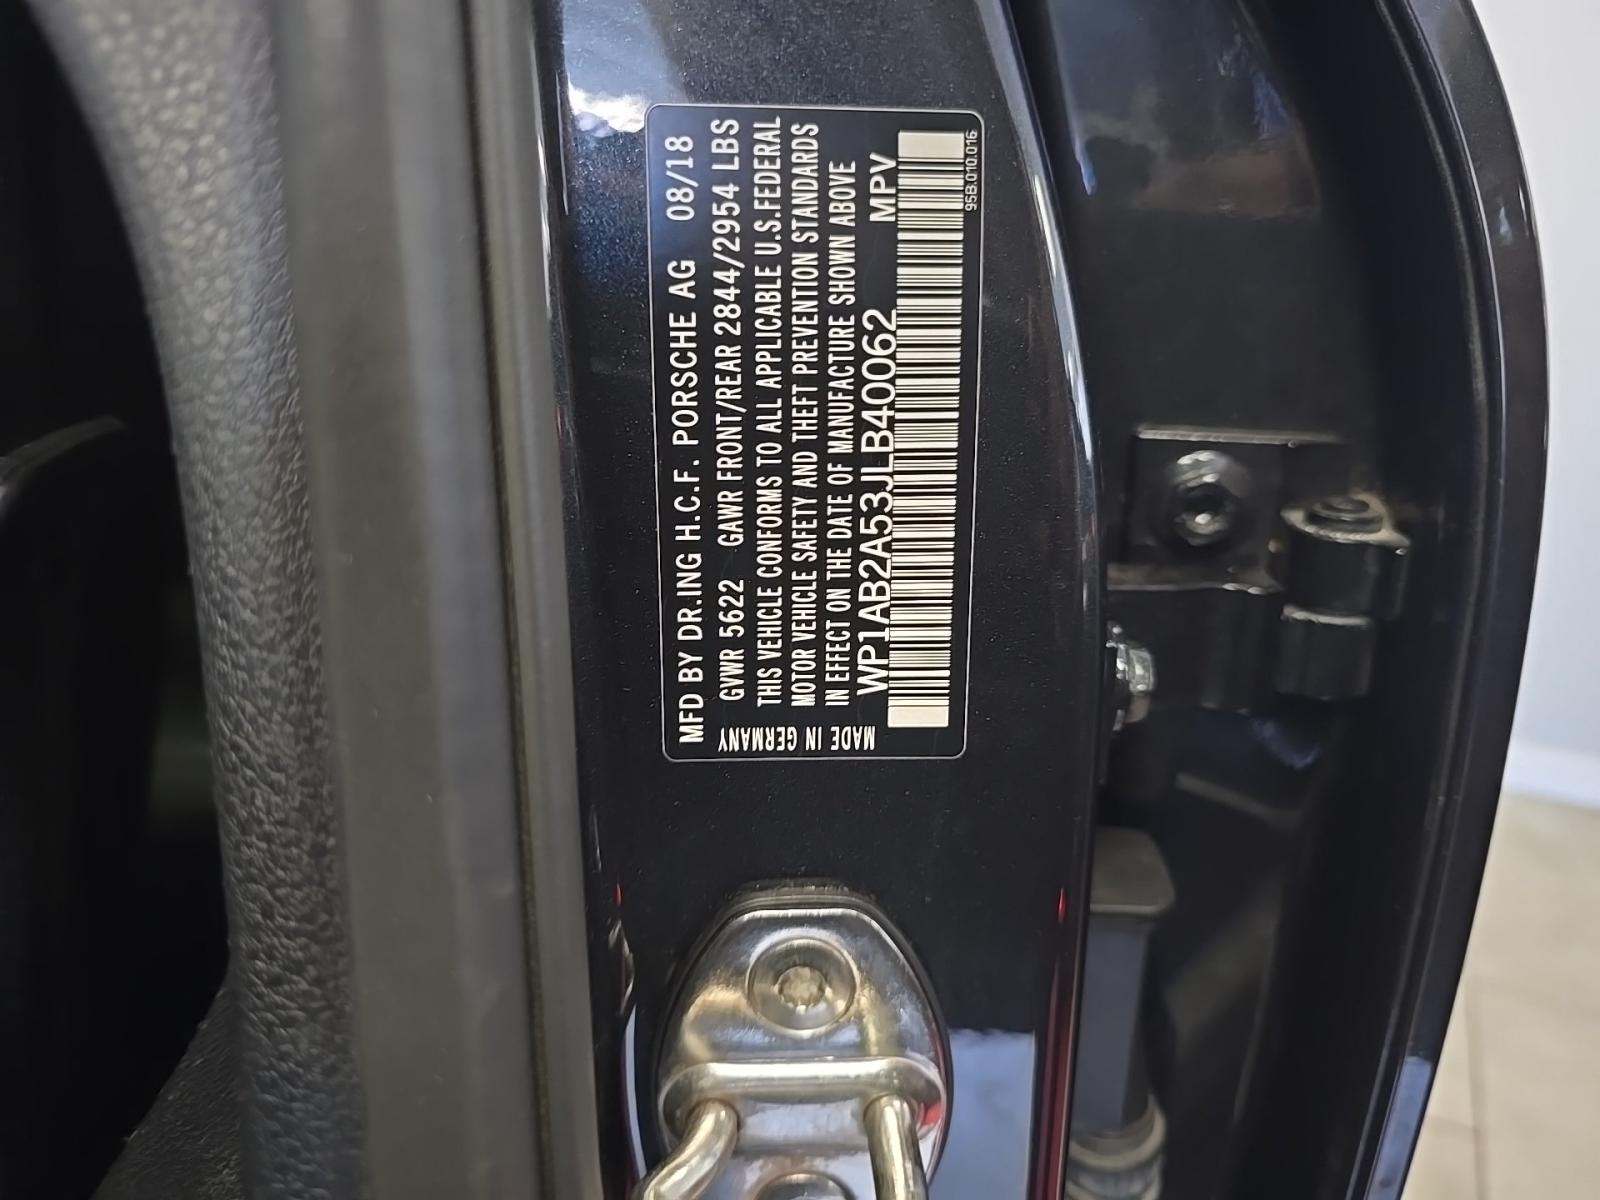 MFD BY DR.ING H.C.F. PORSCHE AG 08/18
GVWR 5622 GAWR FRONT/REAR 2844/2954 LBS
THIS VEHICLE CONFORMS TO ALL APPLICABLE U.S.FEDERAL
MOTOR VEHICLE SAFETY AND THEFT PREVENTION STANDARDS
IN EFFECT ON THE DATE OF MANUFACTURE SHOWN ABOVE
WP1AB2A53JLB40062 MPV
95B.010.016
MADE IN GERMANY